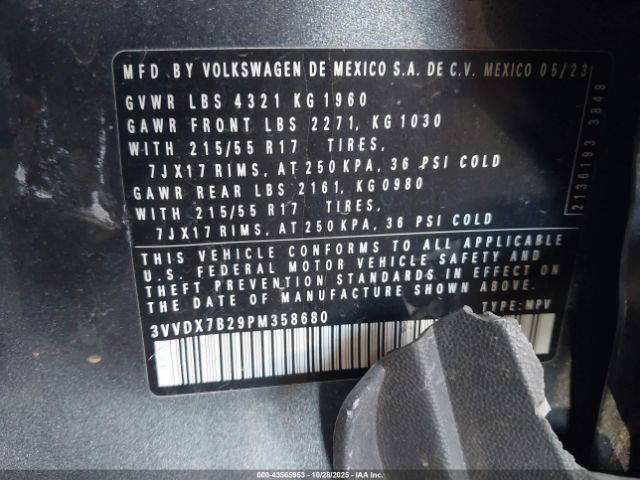 MFD. BY VOLKSWAGEN DE MEXICO S.A. DE C.V. MEXICO 05/23
GVWR LBS 4321 KG 1960
GAWR FRONT LBS 2271, KG 1030
WITH 215/55 R17 TIRES,
7JX17 RIMS, AT 250 KPA, 36 PSI COLD
GAWR REAR LBS 2161, KG 0980
WITH 215/55 R17 TIRES,
7JX17 RIMS, AT 250 KPA, 36 PSI COLD
THIS VEHICLE CONFORMS TO ALL APPLICABLE
U.S. FEDERAL MOTOR VEHICLE SAFETY AND
THEFT PREVENTION STANDARDS IN EFFECT ON
THE DATE OF MANUFACTURE SHOWN ABOVE.
3VVDX7B29PM358680 TYPE: MPV
2136193 3848
000-43565953 | 10/28/2025 | IAAI, Inc.